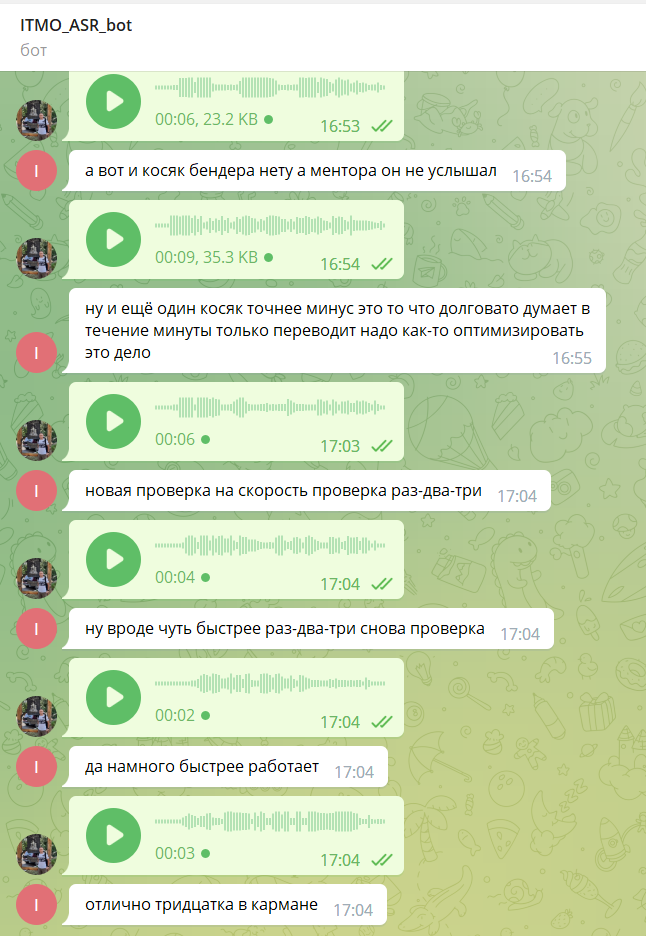 ITMO_ASR_bot
бот
00:06, 23.2 KB
16:53
I
а вот и косяк бендера нету а ментора он не услышал
16:54
00:09, 35.3 KB
16:54
ну и ещё один косяк точнее минус это то что долговато думает в
течение минуты только переводит надо как-то оптимизировать
I
это дело
16:55
00:06
17:03
I
новая проверка на скорость проверка раз-два-три
17:04
00:04
17:04
I
ну вроде чуть быстрее раз-два-три снова проверка
17:04
00:02
17:04
I
да намного быстрее работает
17:04
00:03
17:04
I
отлично тридцатка в кармане
17:04